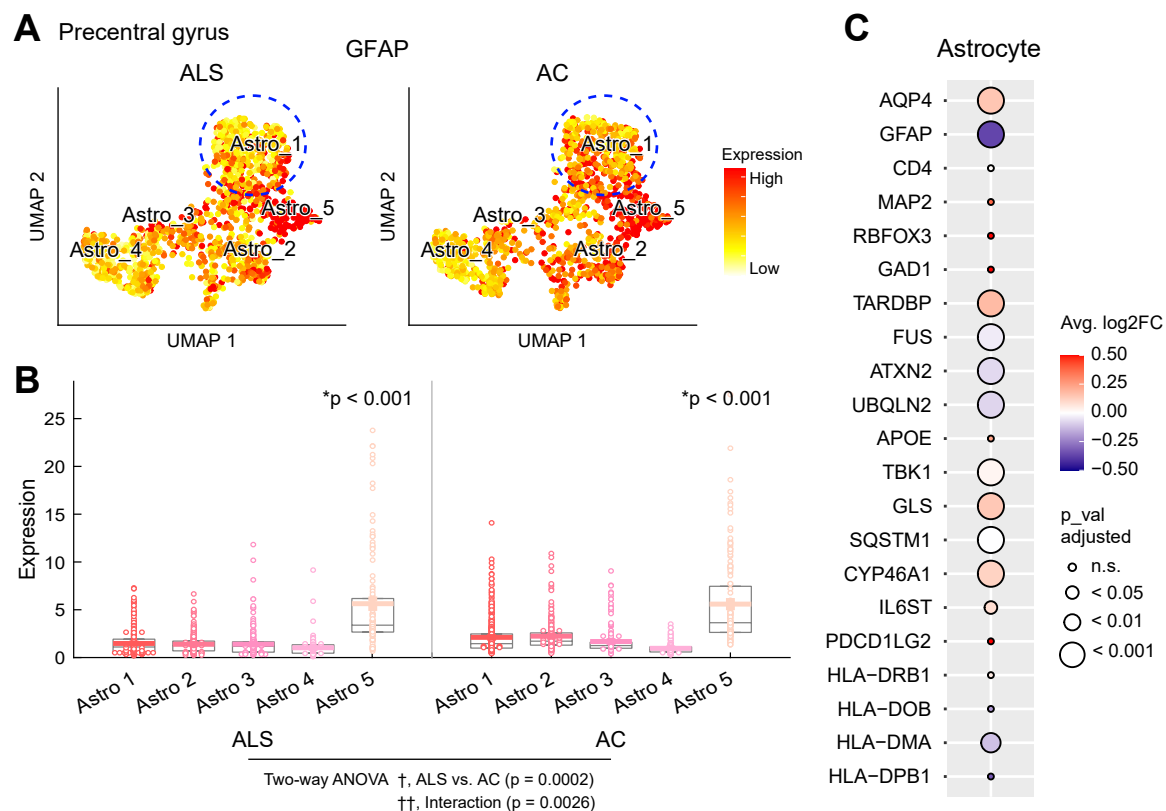 A
Precentral gyrus
GFAP
ALS
AC
Astro_1
Astro_3
Astro_5
Astro_4
Astro_2
UMAP 2
UMAP 1
Astro_1
Astro_3
Astro_5
Astro_4
Astro_2
UMAP 2
UMAP 1
Expression
High
Low
B
*p < 0.001
*p < 0.001
Expression
25
20
15
10
5
0
Astro 1
Astro 2
Astro 3
Astro 4
Astro 5
Astro 1
Astro 2
Astro 3
Astro 4
Astro 5
ALS
AC
Two-way ANOVA †, ALS vs. AC (p = 0.0002)
††, Interaction (p = 0.0026)
C
Astrocyte
AQP4
GFAP
CD4
MAP2
RBFOX3
GAD1
TARDBP
FUS
ATXN2
UBQLN2
APOE
TBK1
GLS
SQSTM1
CYP46A1
IL6ST
PDCD1LG2
HLA−DRB1
HLA−DOB
HLA−DMA
HLA−DPB1
Avg. log2FC
0.50
0.25
0.00
−0.25
−0.50
p_val
adjusted
n.s.
< 0.05
< 0.01
< 0.001